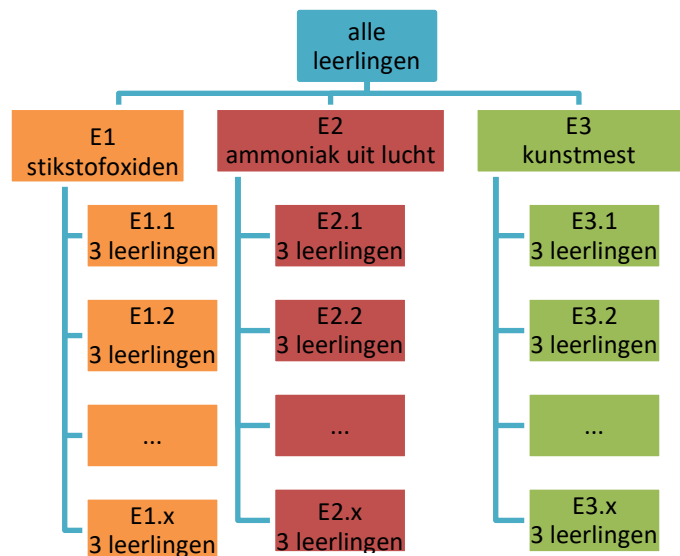 alle
leerlingen
E1
stikstofoxiden
E2
ammoniak uit lucht
E3
kunstmest
E1.1
3 leerlingen
E2.1
3 leerlingen
E3.1
3 leerlingen
E1.2
3 leerlingen
E2.2
3 leerlingen
E3.2
3 leerlingen
...
...
...
E1.x
3 leerlingen
E2.x
3 leerlingen
E3.x
3 leerlingen